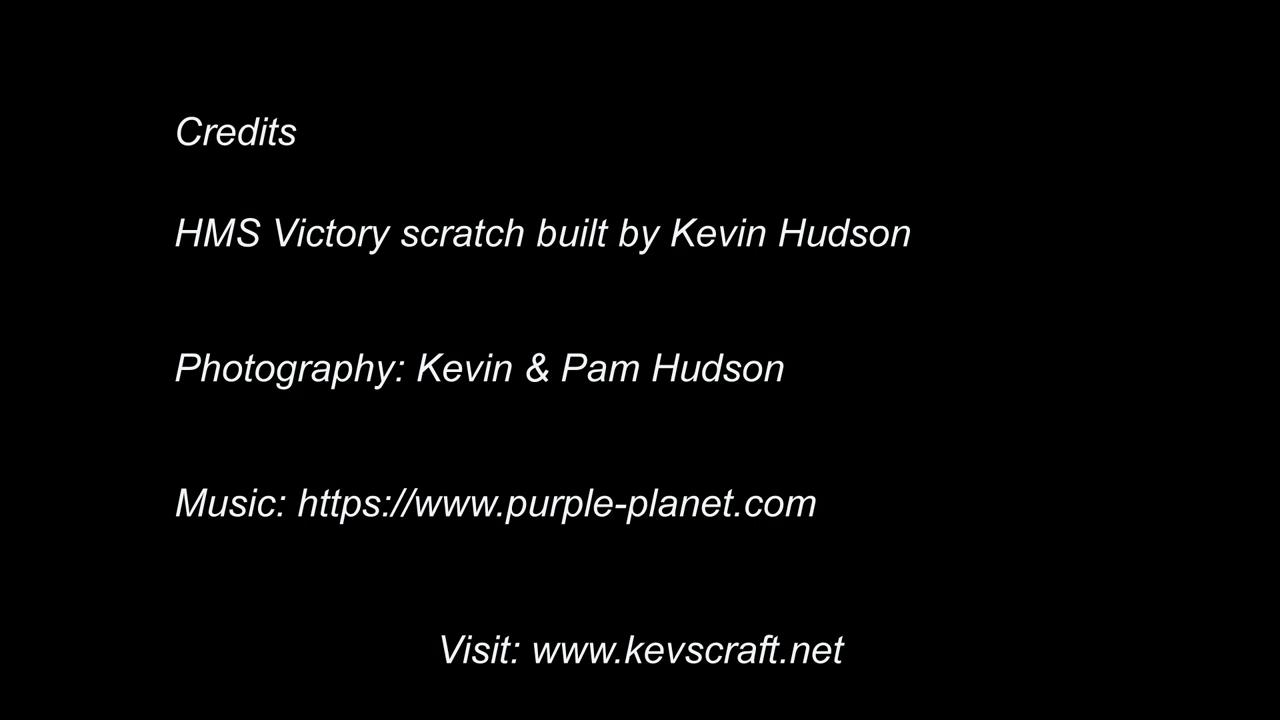 Credits
HMS Victory scratch built by Kevin Hudson
Photography: Kevin & Pam Hudson
Music: https://www.purple-planet.com
Visit: www.kevscraft.net